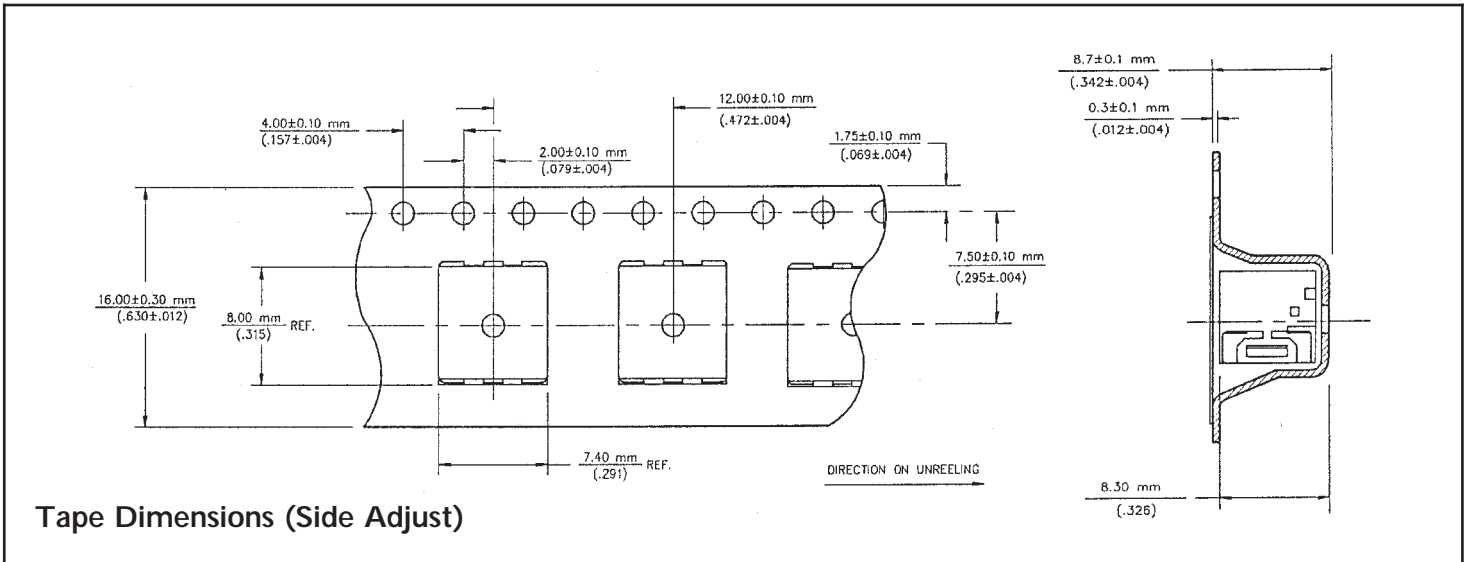 8.7±0.1 mm
(.342±.004)
12.00±0.10 mm
(.472±.004)
0.3±0.1 mm
(.012±.004)
4.00±0.10 mm
(.157±.004)
1.75±0.10 mm
(.069±.004)
2.00±0.10 mm
(.079±.004)
7.50±0.10 mm
(.295±.004)
16.00±0.30 mm
(.630±.012)
8.00 mm REF.
(.315)
7.40 mm REF.
(.291)
DIRECTION ON UNREELING
8.30 mm
(.326)
Tape Dimensions (Side Adjust)